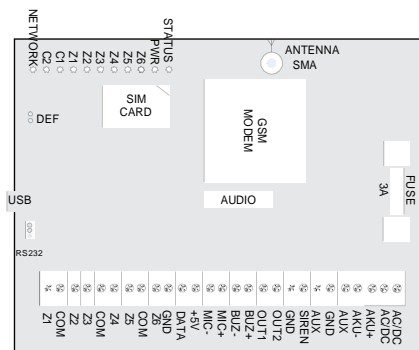 NETWORK
C2
C1
Z1
Z2
Z3
Z4
Z5
Z6
PWR
STATUS
ANTENNA
SMA
SIM
CARD
GSM
MODEM
DEF
FUSE
3A
USB
AUDIO
RS232
Z1
COM
Z2
Z3
COM
Z4
Z5
COM
Z6
GND
DATA
+5V
MIC-
MIC+
BUZ-
BUZ+
OUT1
OUT2
GND
SIREN
AUX
GND
AUX
AKU-
AKU+
AC/DC
AC/DC